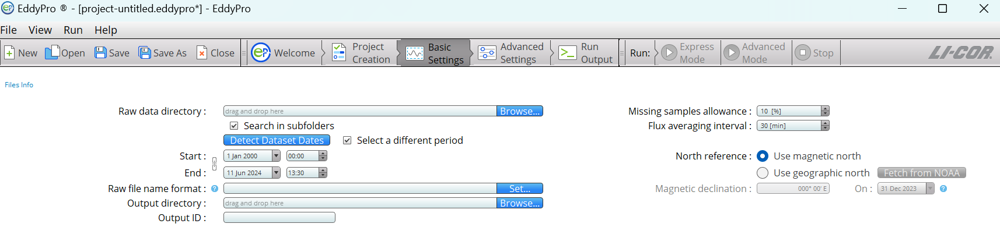 EddyPro ® - [project-untitled.eddypro*] - EddyPro
File View Run Help
New Open Save Save As Close Welcome Project Creation Basic Settings Advanced Settings Run Output Run: Express Mode Advanced Mode Stop LI-COR
Files Info
Raw data directory : drag and drop here Browse... Missing samples allowance : 10 [%]
Search in subfolders Flux averaging interval : 30 [min]
Detect Dataset Dates Select a different period
Start : 1 Jan 2000 00:00 North reference : Use magnetic north
End : 11 Jun 2024 13:30 Use geographic north Fetch from NOAA
Raw file name format : ? Set... Magnetic declination : 000° 00' E On : 31 Dec 2023 ?
Output directory : drag and drop here Browse...
Output ID :